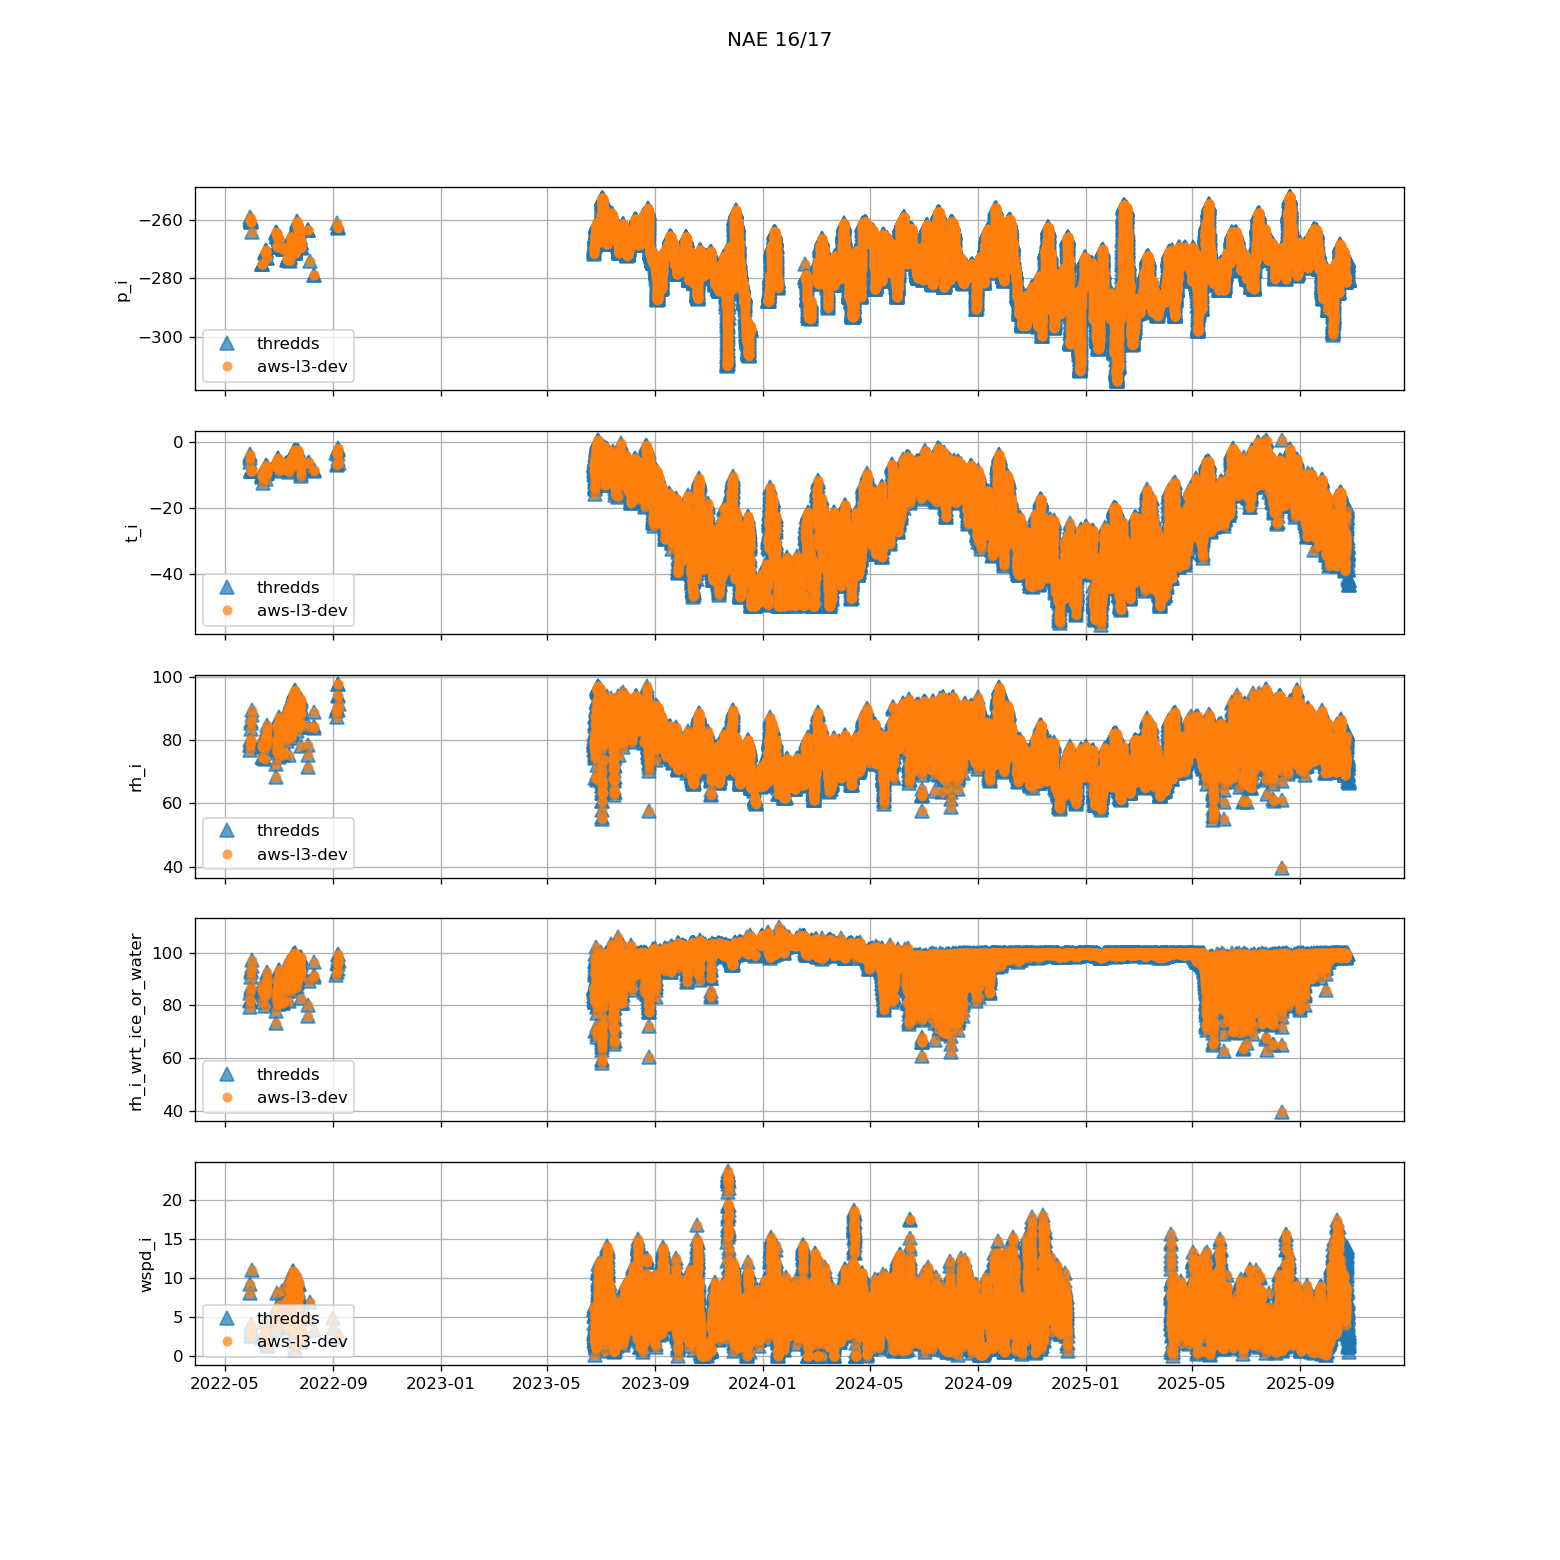 NAE 16/17
−260
−280
−300
p_i
thredds
aws-l3-dev
0
−20
−40
t_i
thredds
aws-l3-dev
100
80
60
40
rh_i
thredds
aws-l3-dev
100
80
60
40
rh_i_wrt_ice_or_water
thredds
aws-l3-dev
20
15
10
5
0
wspd_i
thredds
aws-l3-dev
2022-05 2022-09 2023-01 2023-05 2023-09 2024-01 2024-05 2024-09 2025-01 2025-05 2025-09